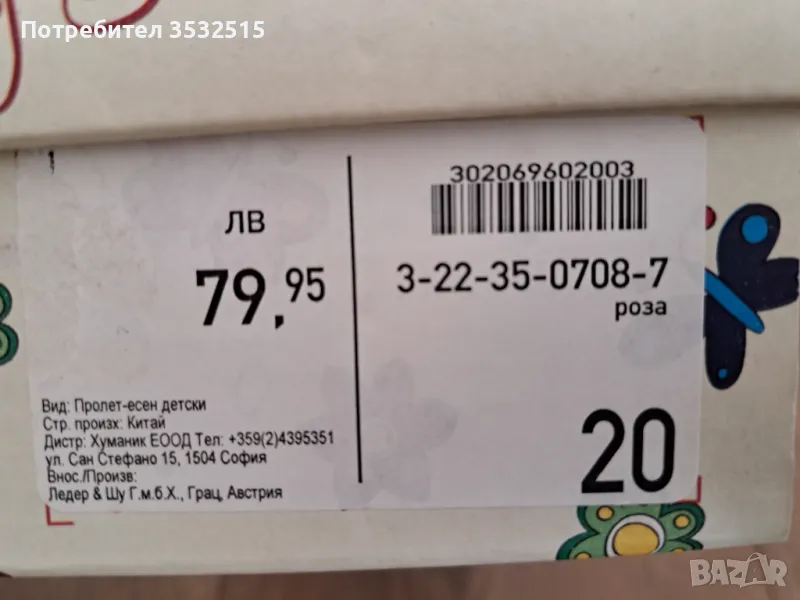 Потребител 3532515
ЛВ
79,95
302069602003
3-22-35-0708-7
роза
Вид: Пролет-есен детски
Стр. произх: Китай
Дистр: Хуманик ЕООД Тел: +359(2)4395351
ул. Сан Стефано 15, 1504 София
Внос./Произв:
Ледер & Шу Г.м.б.Х., Грац, Австрия
20
BAZAR